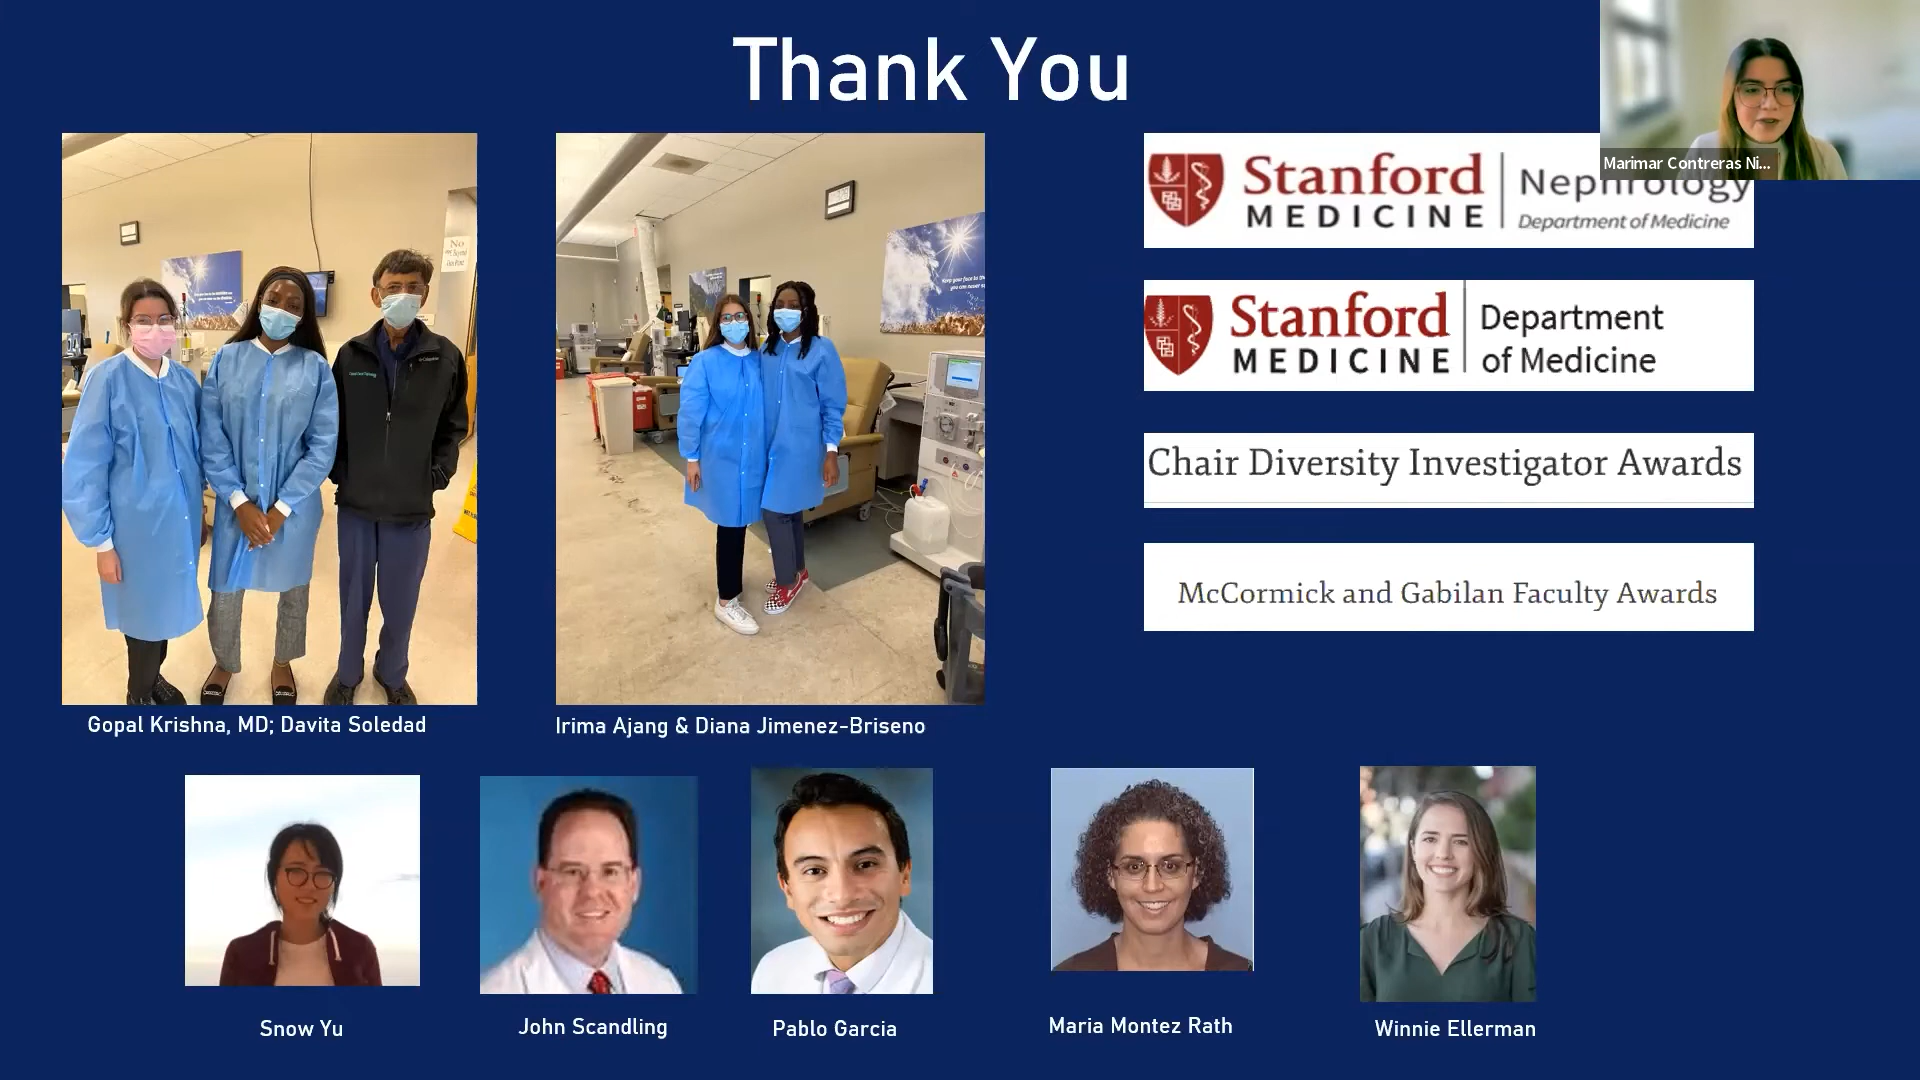 Thank You
Marimar Contreras Ni...
Stanford
MEDICINE
Nephrology
Department of Medicine
Stanford
MEDICINE
Department
of Medicine
Chair Diversity Investigator Awards
McCormick and Gabilan Faculty Awards
No
Gopal Krishna, MD; Davita Soledad
Irima Ajang & Diana Jimenez-Briseno
Snow Yu
John Scandling
Pablo Garcia
Maria Montez Rath
Winnie Ellerman